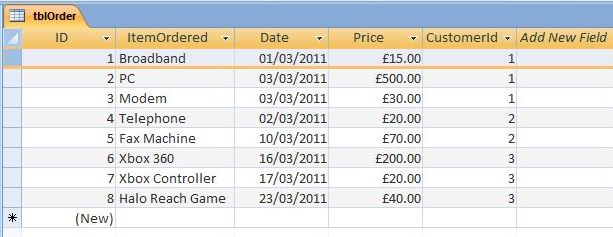 tblOrder
ID ItemOrdered Date Price CustomerId Add New Field
1 Broadband 01/03/2011 £15.00 1
2 PC 03/03/2011 £500.00 1
3 Modem 03/03/2011 £30.00 1
4 Telephone 02/03/2011 £20.00 2
5 Fax Machine 10/03/2011 £70.00 2
6 Xbox 360 16/03/2011 £200.00 3
7 Xbox Controller 17/03/2011 £20.00 3
8 Halo Reach Game 23/03/2011 £40.00 3
(New)